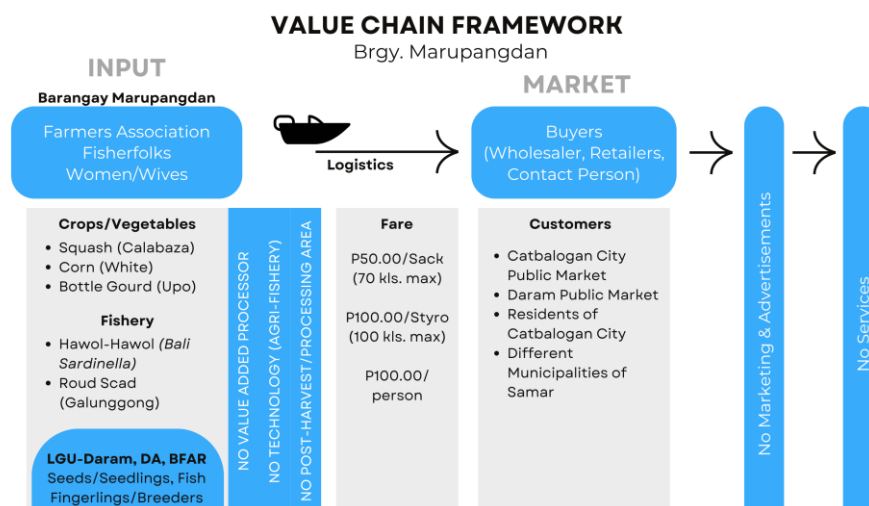 VALUE CHAIN FRAMEWORK
Brgy. Marupangdan
INPUT
Barangay Marupangdan
Farmers Association
Fisherfolks
Women/Wives
Logistics
MARKET
Buyers
(Wholesaler, Retailers,
Contact Person)
Crops/Vegetables
• Squash (Calabaza)
• Corn (White)
• Bottle Gourd (Upo)
Fishery
• Hawol-Hawol (Bali
Sardinella)
• Roud Scad
(Galunggong)
LGU-Daram, DA, BFAR
Seeds/Seedlings, Fish
Fingerlings/Breeders
NO VALUE ADDED PROCESSOR
NO TECHNOLOGY (AGRI-FISHERY)
NO POST-HARVEST/PROCESSING AREA
Fare
P50.00/Sack
(70 kls. max)
P100.00/Styro
(100 kls. max)
P100.00/
person
Customers
• Catbalogan City
Public Market
• Daram Public Market
• Residents of
Catbalogan City
• Different
Municipalities of
Samar
No Marketing & Advertisements
No Services